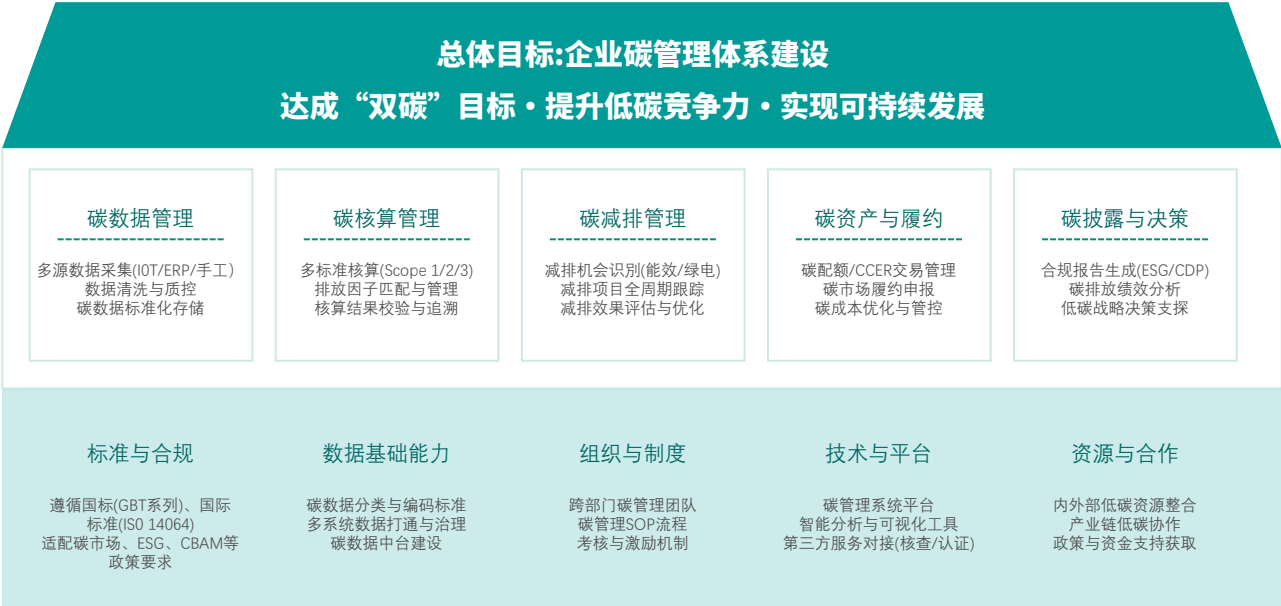 总体目标:企业碳管理体系建设
达成“双碳”目标·提升低碳竞争力·实现可持续发展
碳数据管理
多源数据采集(I0T/ERP/手工）
数据清洗与质控
碳数据标准化存储
碳核算管理
多标准核算(Scope 1/2/3)
排放因子匹配与管理
核算结果校验与追溯
碳减排管理
减排机会识别(能效/绿电)
减排项目全周期跟踪
减排效果评估与优化
碳资产与履约
碳配额/CCER交易管理
碳市场履约申报
碳成本优化与管控
碳披露与决策
合规报告生成(ESG/CDP)
碳排放绩效分析
低碳战略决策支探
标准与合规
遵循国标(GBT系列)、国际
标准(IS0 14064)
适配碳市场、ESG、CBAM等
政策要求
数据基础能力
碳数据分类与编码标准
多系统数据打通与治理
碳数据中台建设
组织与制度
跨部门碳管理团队
碳管理SOP流程
考核与激励机制
技术与平台
碳管理系统平台
智能分析与可视化工具
第三方服务对接(核查/认证)
资源与合作
内外部低碳资源整合
产业链低碳协作
政策与资金支持获取